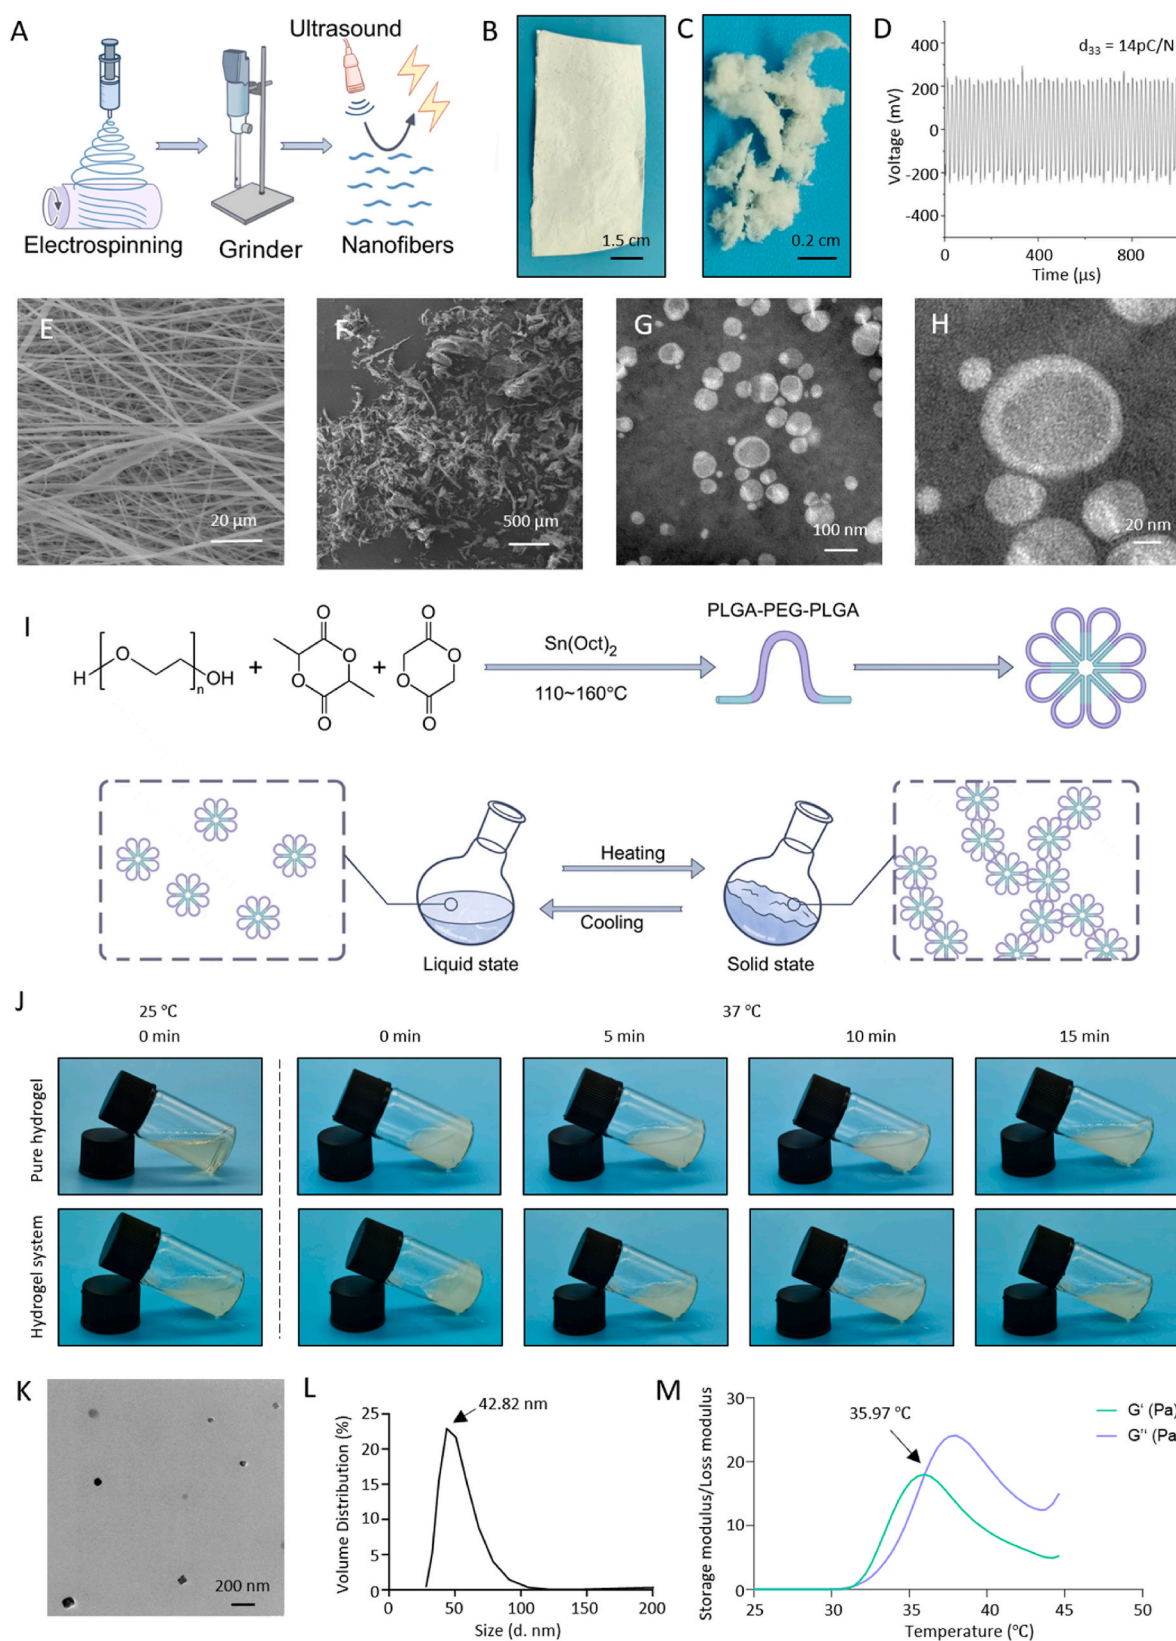 A
Ultrasound
Electrospinning
Grinder
Nanofibers
B
1.5 cm
C
0.2 cm
D
d₃₃ = 14pC/N
400
200
0
-200
-400
Voltage (mV)
0
400
800
Time (µs)
E
20 µm
F
500 µm
G
100 nm
H
20 nm
I
H
O
n
OH
+
O
O
O
O
+
O
O
O
O
Sn(Oct)₂
110~160°C
PLGA-PEG-PLGA
Heating
Cooling
Liquid state
Solid state
J
25 °C
37 °C
0 min
0 min
5 min
10 min
15 min
Pure hydrogel
Hydrogel system
K
200 nm
L
42.82 nm
Volume Distribution (%)
25
20
15
10
5
0
0
50
100
150
200
Size (d. nm)
M
35.97 °C
G' (Pa)
G'' (Pa
Storage modulus/Loss modulus
30
20
10
0
25
30
35
40
45
50
Temperature (°C)